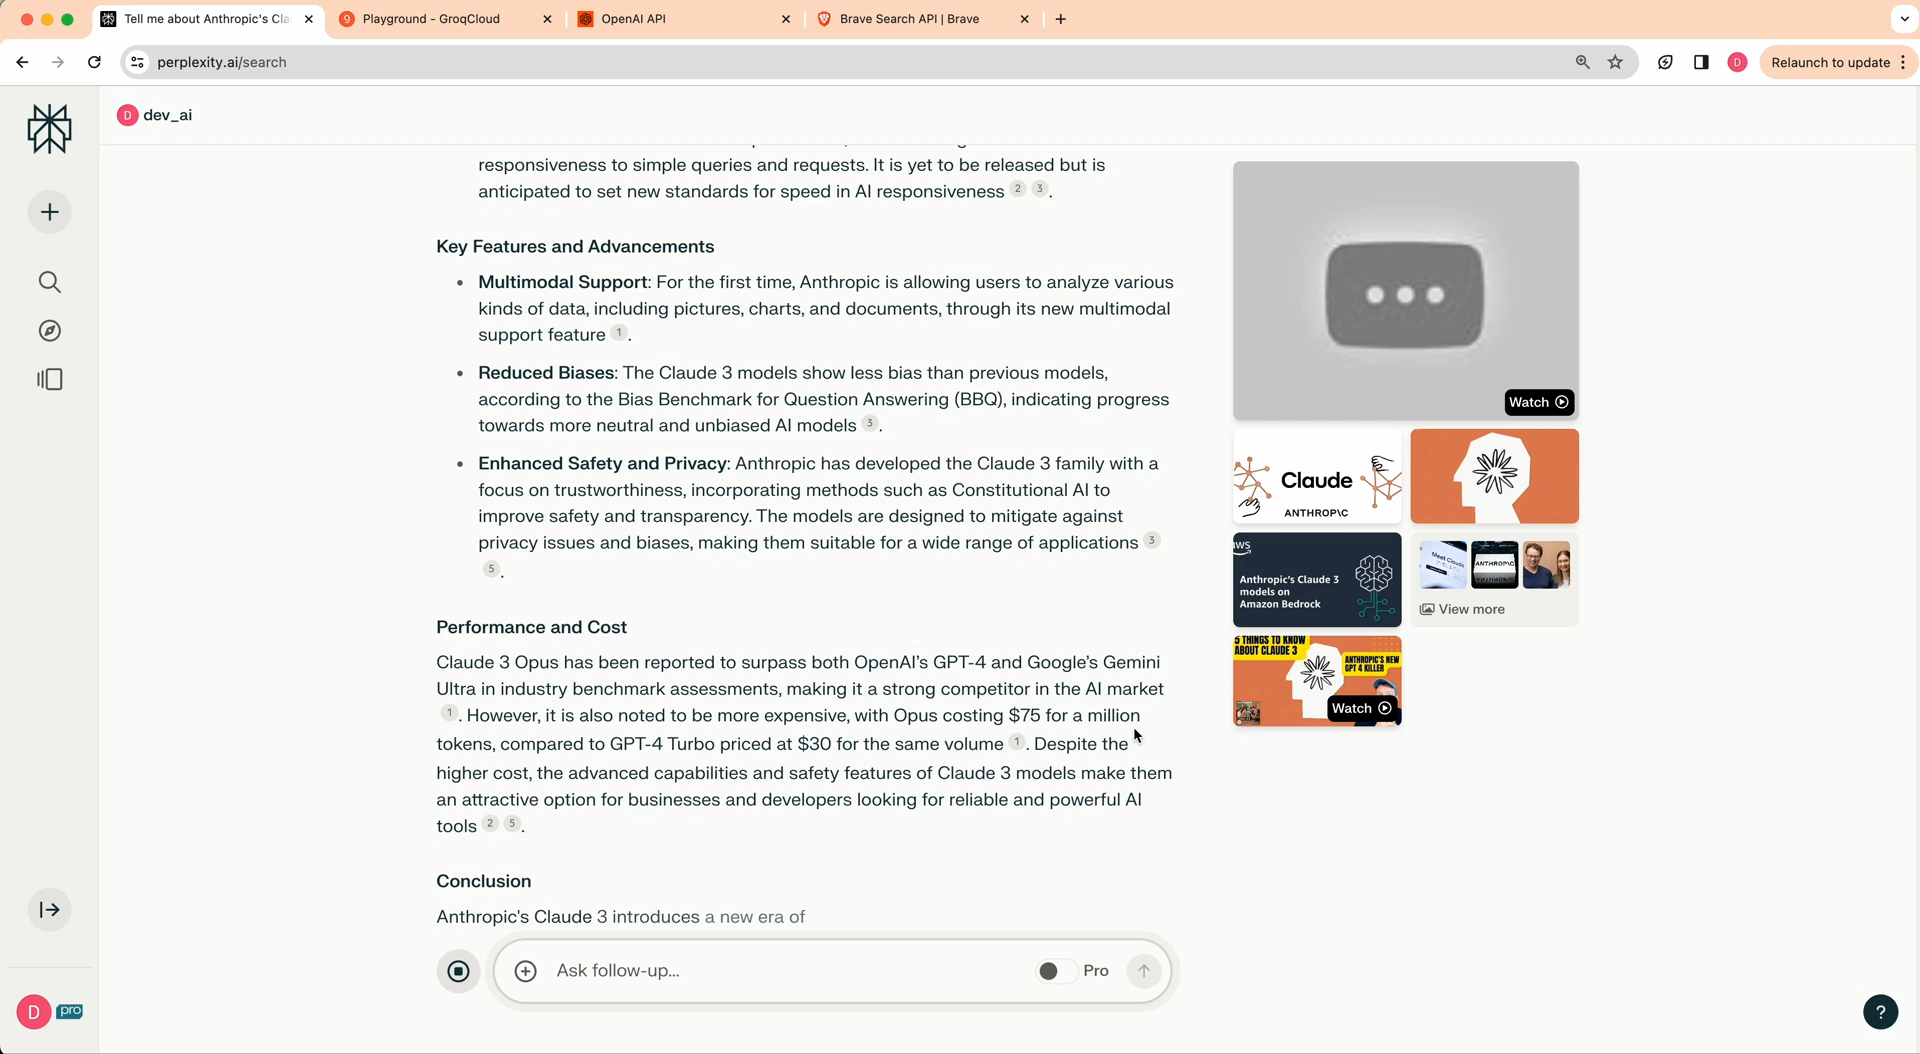 Tell me about Anthropic's Cla
Playground - GroqCloud
OpenAI API
Brave Search API | Brave
perplexity.ai/search
D
Relaunch to update
D dev_ai
responsiveness to simple queries and requests. It is yet to be released but is
anticipated to set new standards for speed in AI responsiveness 2 3 .
Key Features and Advancements
• Multimodal Support: For the first time, Anthropic is allowing users to analyze various
kinds of data, including pictures, charts, and documents, through its new multimodal
support feature 1 .
• Reduced Biases: The Claude 3 models show less bias than previous models,
according to the Bias Benchmark for Question Answering (BBQ), indicating progress
towards more neutral and unbiased AI models 3 .
• Enhanced Safety and Privacy: Anthropic has developed the Claude 3 family with a
focus on trustworthiness, incorporating methods such as Constitutional AI to
improve safety and transparency. The models are designed to mitigate against
privacy issues and biases, making them suitable for a wide range of applications 3
5 .
Performance and Cost
Claude 3 Opus has been reported to surpass both OpenAI's GPT-4 and Google's Gemini
Ultra in industry benchmark assessments, making it a strong competitor in the AI market
1 . However, it is also noted to be more expensive, with Opus costing $75 for a million
tokens, compared to GPT-4 Turbo priced at $30 for the same volume 1 . Despite the
higher cost, the advanced capabilities and safety features of Claude 3 models make them
an attractive option for businesses and developers looking for reliable and powerful AI
tools 2 5 .
Conclusion
Anthropic's Claude 3 introduces a new era of
Ask follow-up...
Pro
D pro
?
Watch
Claude
ANTHROP\C
aws
Anthropic's Claude 3
models on
Amazon Bedrock
Meet Claude
ANTHROP\C
View more
5 THINGS TO KNOW
ABOUT CLAUDE 3
ANTHROPIC'S NEW
GPT 4 KILLER
Watch